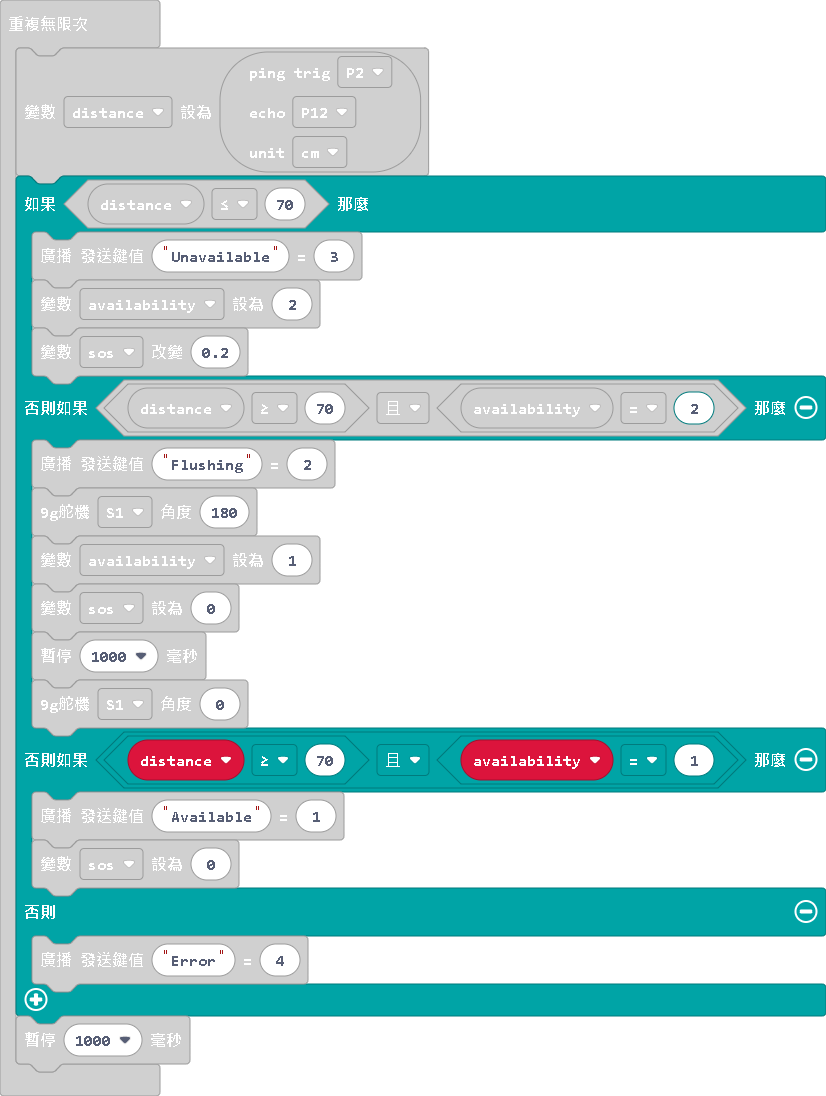 重複無限次
ping trig P2
變數 distance 設為 echo P12
unit cm
如果 distance ≤ 70 那麼
廣播 發送鍵值 "Unavailable" = 3
變數 availability 設為 2
變數 sos 改變 0.2
否則如果 distance ≥ 70 且 availability = 2 那麼
廣播 發送鍵值 "Flushing" = 2
9g舵機 S1 角度 180
變數 availability 設為 1
變數 sos 設為 0
暫停 1000 毫秒
9g舵機 S1 角度 0
否則如果 distance ≥ 70 且 availability = 1 那麼
廣播 發送鍵值 "Available" = 1
變數 sos 設為 0
否則
廣播 發送鍵值 "Error" = 4
暫停 1000 毫秒